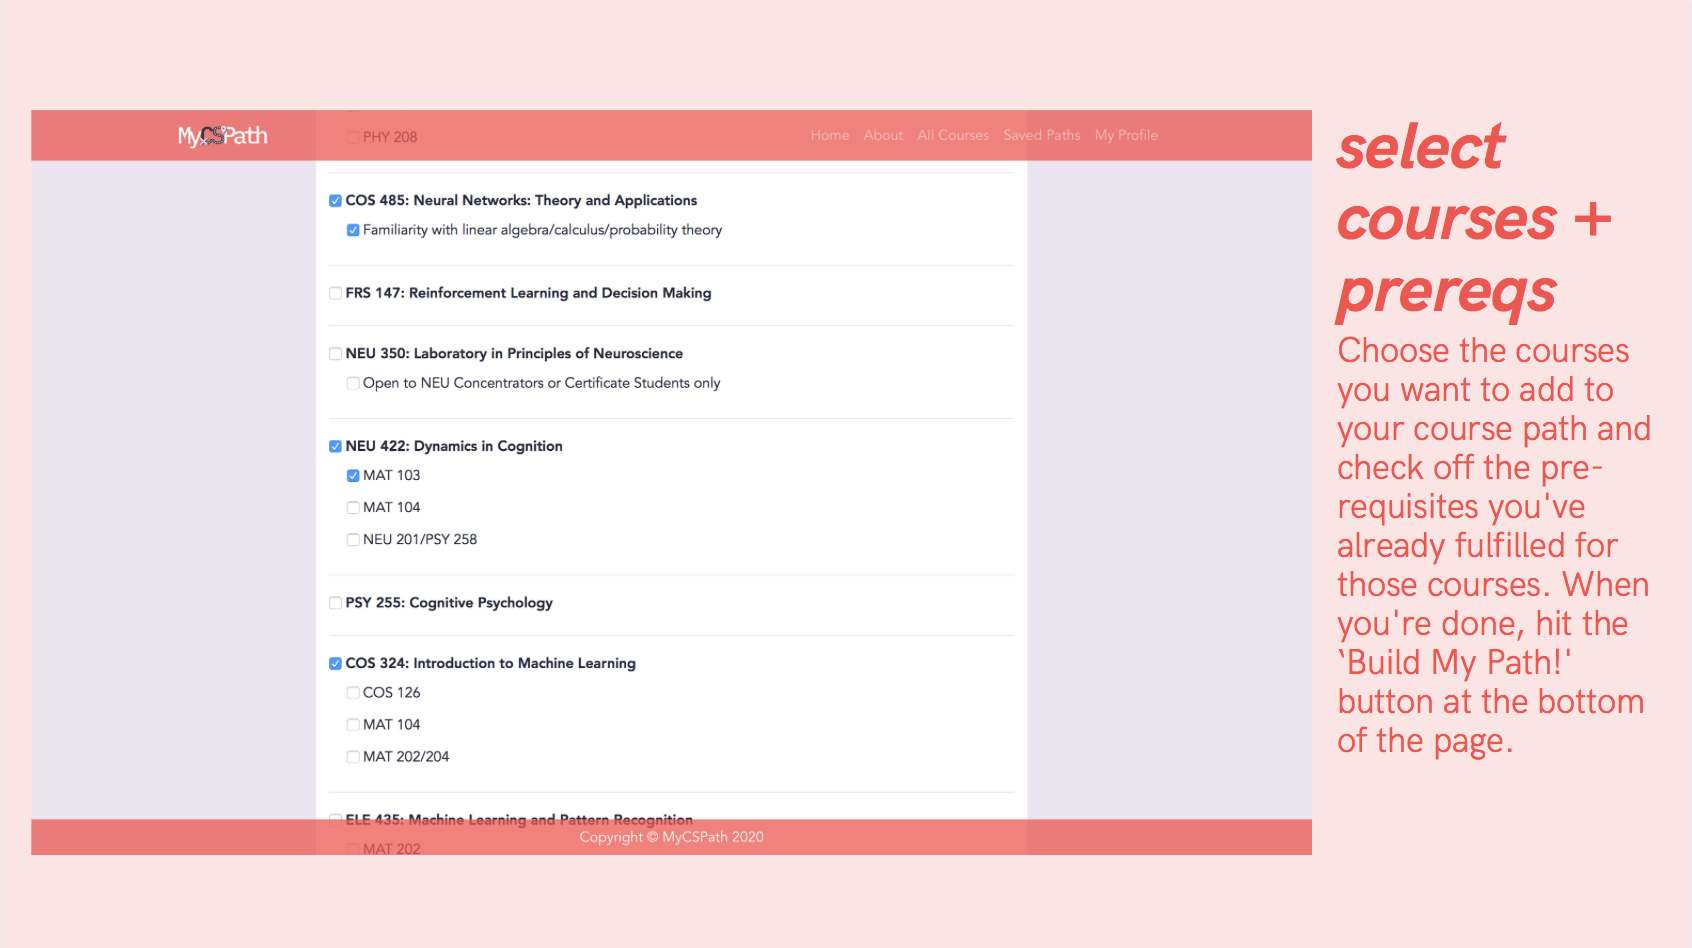 MyCSPath
Home About All Courses Saved Paths My Profile
PHY 208
COS 485: Neural Networks: Theory and Applications
Familiarity with linear algebra/calculus/probability theory
FRS 147: Reinforcement Learning and Decision Making
NEU 350: Laboratory in Principles of Neuroscience
Open to NEU Concentrators or Certificate Students only
NEU 422: Dynamics in Cognition
MAT 103
MAT 104
NEU 201/PSY 258
PSY 255: Cognitive Psychology
COS 324: Introduction to Machine Learning
COS 126
MAT 104
MAT 202/204
ELE 435: Machine Learning and Pattern Recognition
Copyright © MyCSPath 2020
MAT 202
select
courses +
prereqs
Choose the courses
you want to add to
your course path and
check off the pre-
requisites you've
already fulfilled for
those courses. When
you're done, hit the
‘Build My Path!'
button at the bottom
of the page.